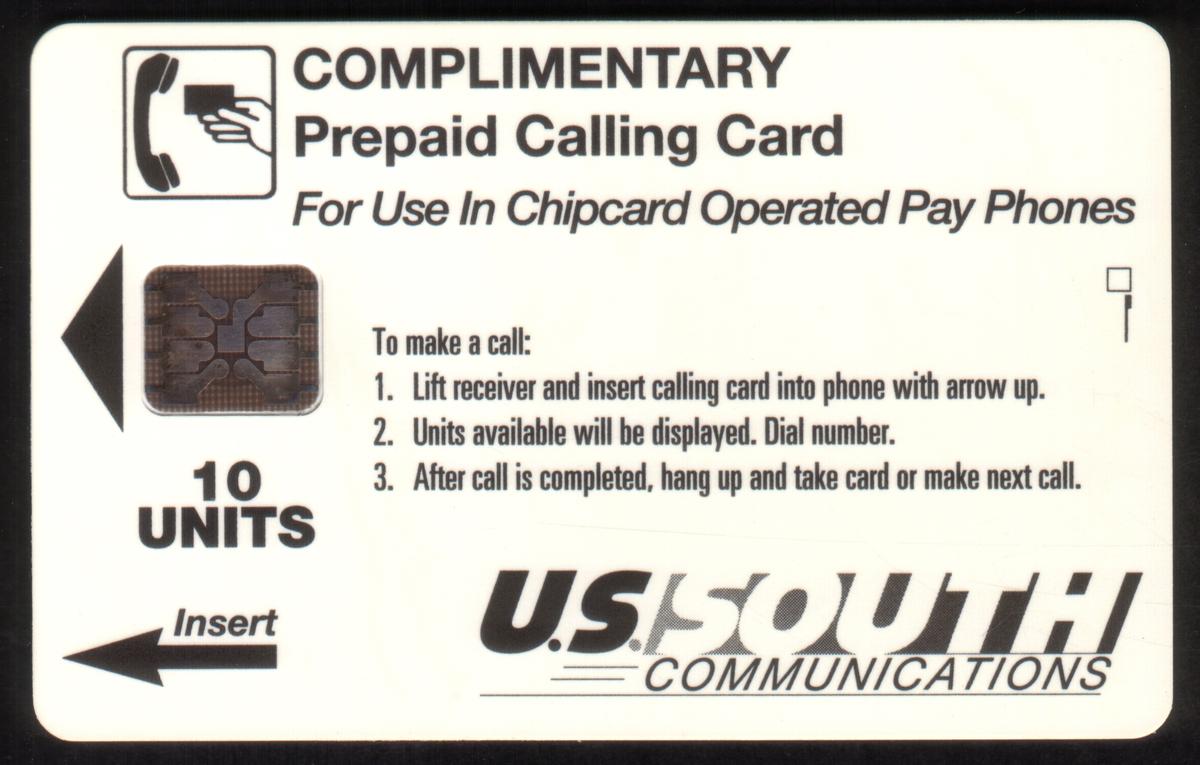 COMPLIMENTARY
Prepaid Calling Card
For Use In Chipcard Operated Pay Phones
To make a call:
1. Lift receiver and insert calling card into phone with arrow up.
2. Units available will be displayed. Dial number.
3. After call is completed, hang up and take card or make next call.
10
UNITS
Insert
U.S. SOUTH
COMMUNICATIONS